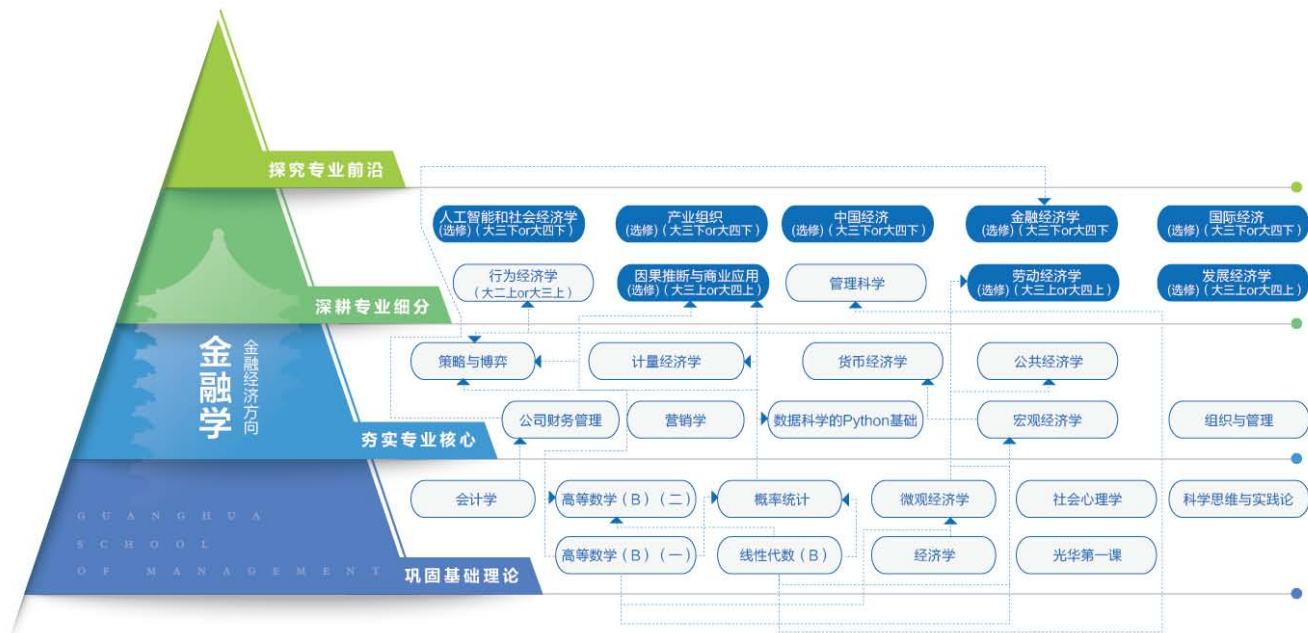 探究专业前沿
人工智能和社会经济学
(选修)(大三下or大四下)
产业组织
(选修)(大三下or大四下)
中国经济
(选修)(大三下or大四下)
金融经济学
(选修)(大三下or大四下
国际经济
(选修)(大三下or大四下)
行为经济学
(大二上or大三上)
因果推断与商业应用
(选修)(大三上or大四上)
管理科学
劳动经济学
(选修)(大三上or大四上)
发展经济学
(选修)(大三上or大四上)
深耕专业细分
金融学
金融经济方向
策略与博弈
计量经济学
货币经济学
公共经济学
公司财务管理
营销学
数据科学的Python基础
宏观经济学
组织与管理
夯实专业核心
会计学
高等数学(B)(二)
概率统计
微观经济学
社会心理学
科学思维与实践论
高等数学(B)(一)
线性代数(B)
经济学
光华第一课
GUANGHUA
SCHOOL
OF MANAGEMENT
巩固基础理论